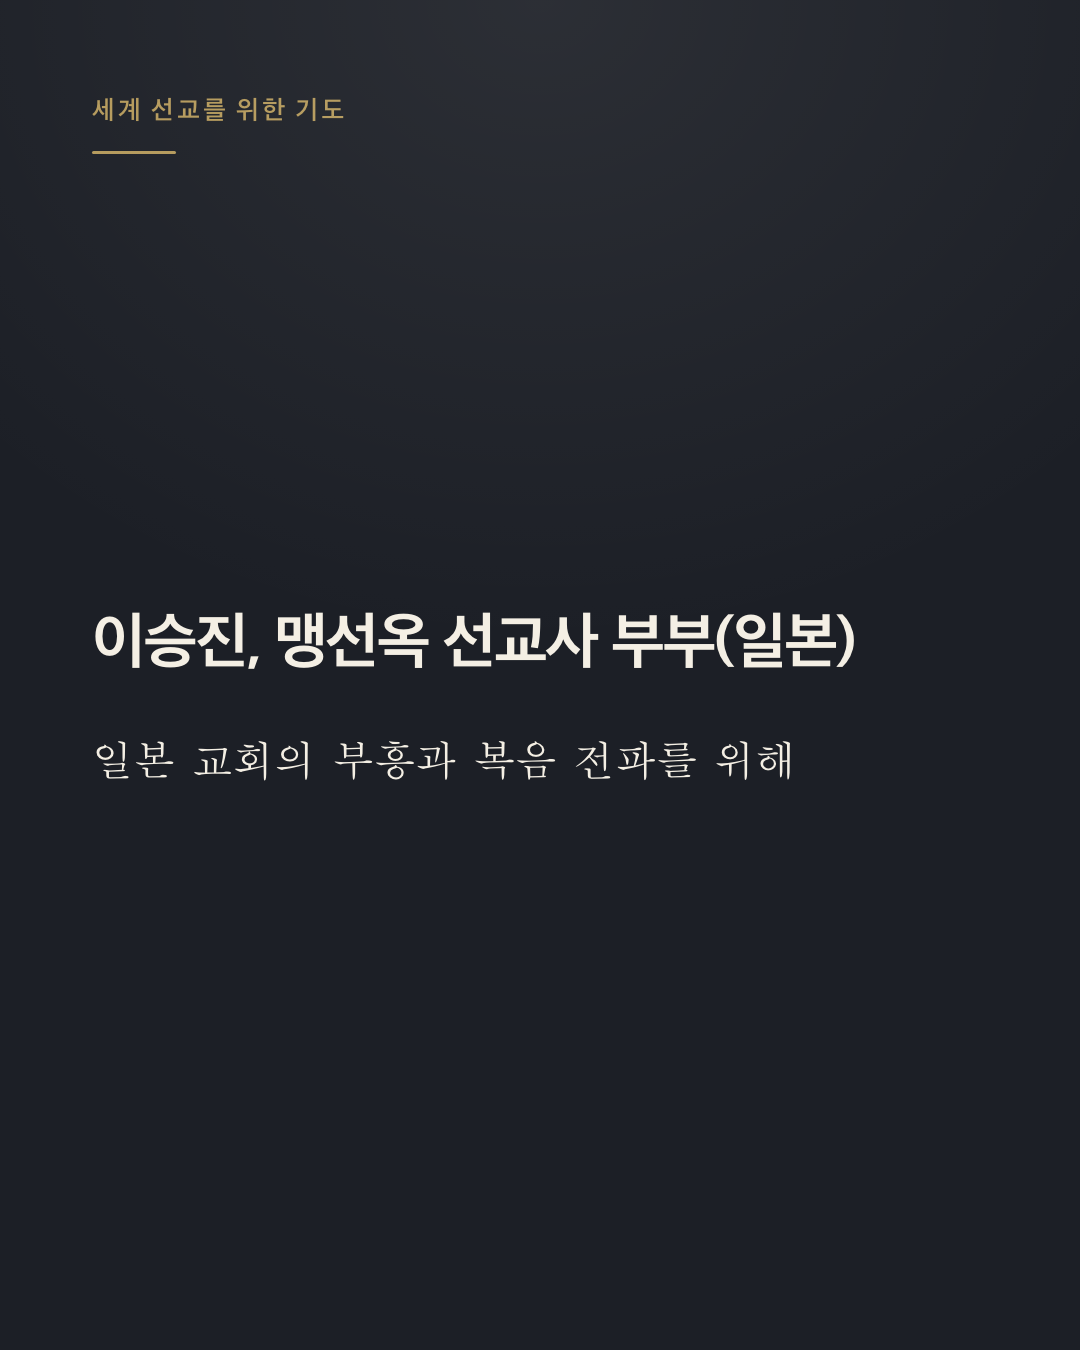 세계 선교를 위한 기도
이승진, 맹선옥 선교사 부부(일본)
일본 교회의 부흥과 복음 전파를 위해